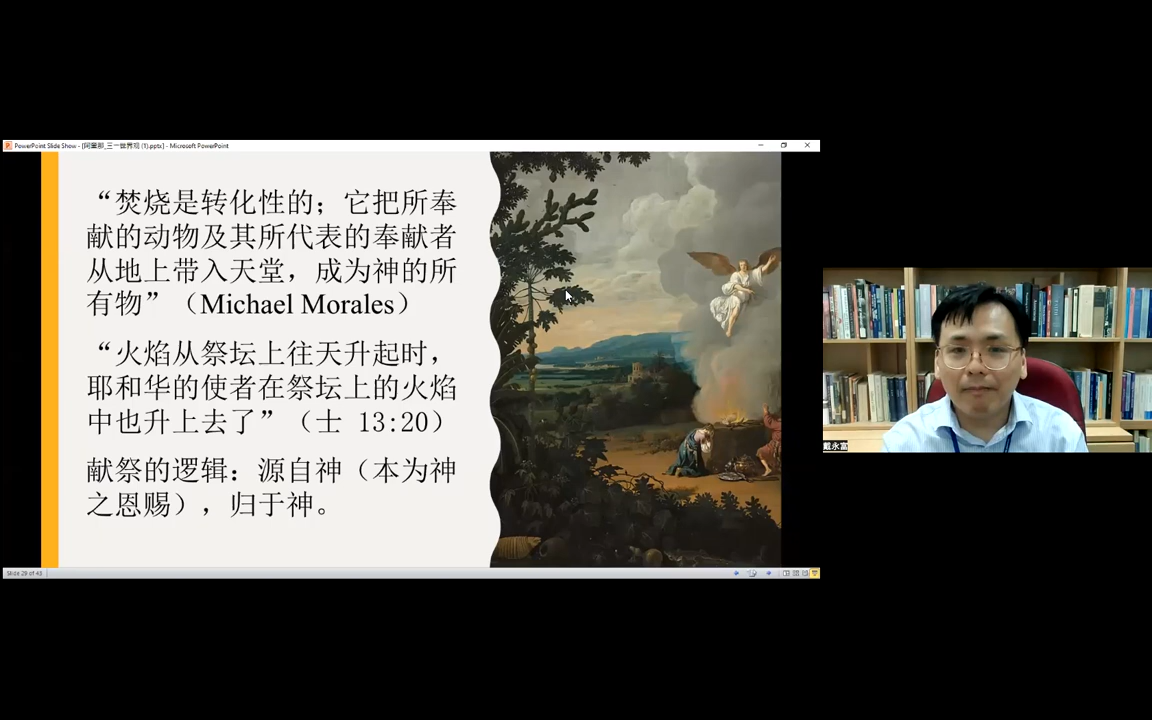 PowerPoint Slide Show - [阿奎那_三一世界观 (1).pptx] - Microsoft PowerPoint
“焚烧是转化性的；它把所奉
献的动物及其所代表的奉献者
从地上带入天堂，成为神的所
有物”（Michael Morales）
“火焰从祭坛上往天升起时，
耶和华的使者在祭坛上的火焰
中也升上去了”（士 13:20）
献祭的逻辑：源自神（本为神
之恩赐），归于神。
戴永富
Slide 29 of 43